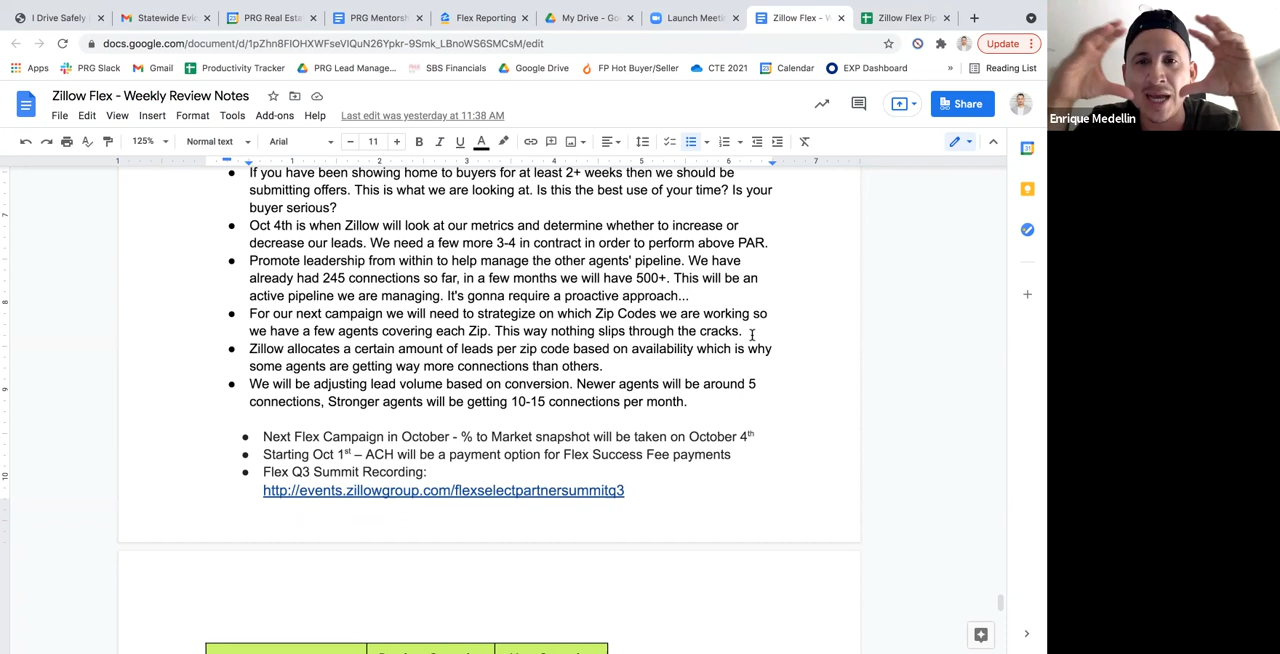 I Drive Safely
Statewide Evic
PRG Real Estat
PRG Mentorsh
Flex Reporting
My Drive - Go
Launch Meeti
Zillow Flex - W
Zillow Flex Pip
docs.google.com/document/d/1pZhn8FIOHXWFseVIQuN26Ypkr-9Smk_LBnoWS6SMCsM/edit
Update
Apps
PRG Slack
Gmail
Productivity Tracker
PRG Lead Manage...
SBS Financials
Google Drive
FP Hot Buyer/Seller
CTE 2021
Calendar
EXP Dashboard
»
Reading List
Zillow Flex - Weekly Review Notes
File Edit View Insert Format Tools Add-ons Help Last edit was yesterday at 11:38 AM
Share
Enrique Medellin
125% Normal text Arial - 11 + B I U A
1 1 2 3 4 5 6 7
● If you have been showing home to buyers for at least 2+ weeks then we should be
submitting offers. This is what we are looking at. Is this the best use of your time? Is your
buyer serious?
● Oct 4th is when Zillow will look at our metrics and determine whether to increase or
decrease our leads. We need a few more 3-4 in contract in order to perform above PAR.
● Promote leadership from within to help manage the other agents' pipeline. We have
already had 245 connections so far, in a few months we will have 500+. This will be an
active pipeline we are managing. It's gonna require a proactive approach...
● For our next campaign we will need to strategize on which Zip Codes we are working so
we have a few agents covering each Zip. This way nothing slips through the cracks.
● Zillow allocates a certain amount of leads per zip code based on availability which is why
some agents are getting way more connections than others.
● We will be adjusting lead volume based on conversion. Newer agents will be around 5
connections, Stronger agents will be getting 10-15 connections per month.
● Next Flex Campaign in October - % to Market snapshot will be taken on October 4th
● Starting Oct 1st – ACH will be a payment option for Flex Success Fee payments
● Flex Q3 Summit Recording:
http://events.zillowgroup.com/flexselectpartnersummitq3
7
8
9
10